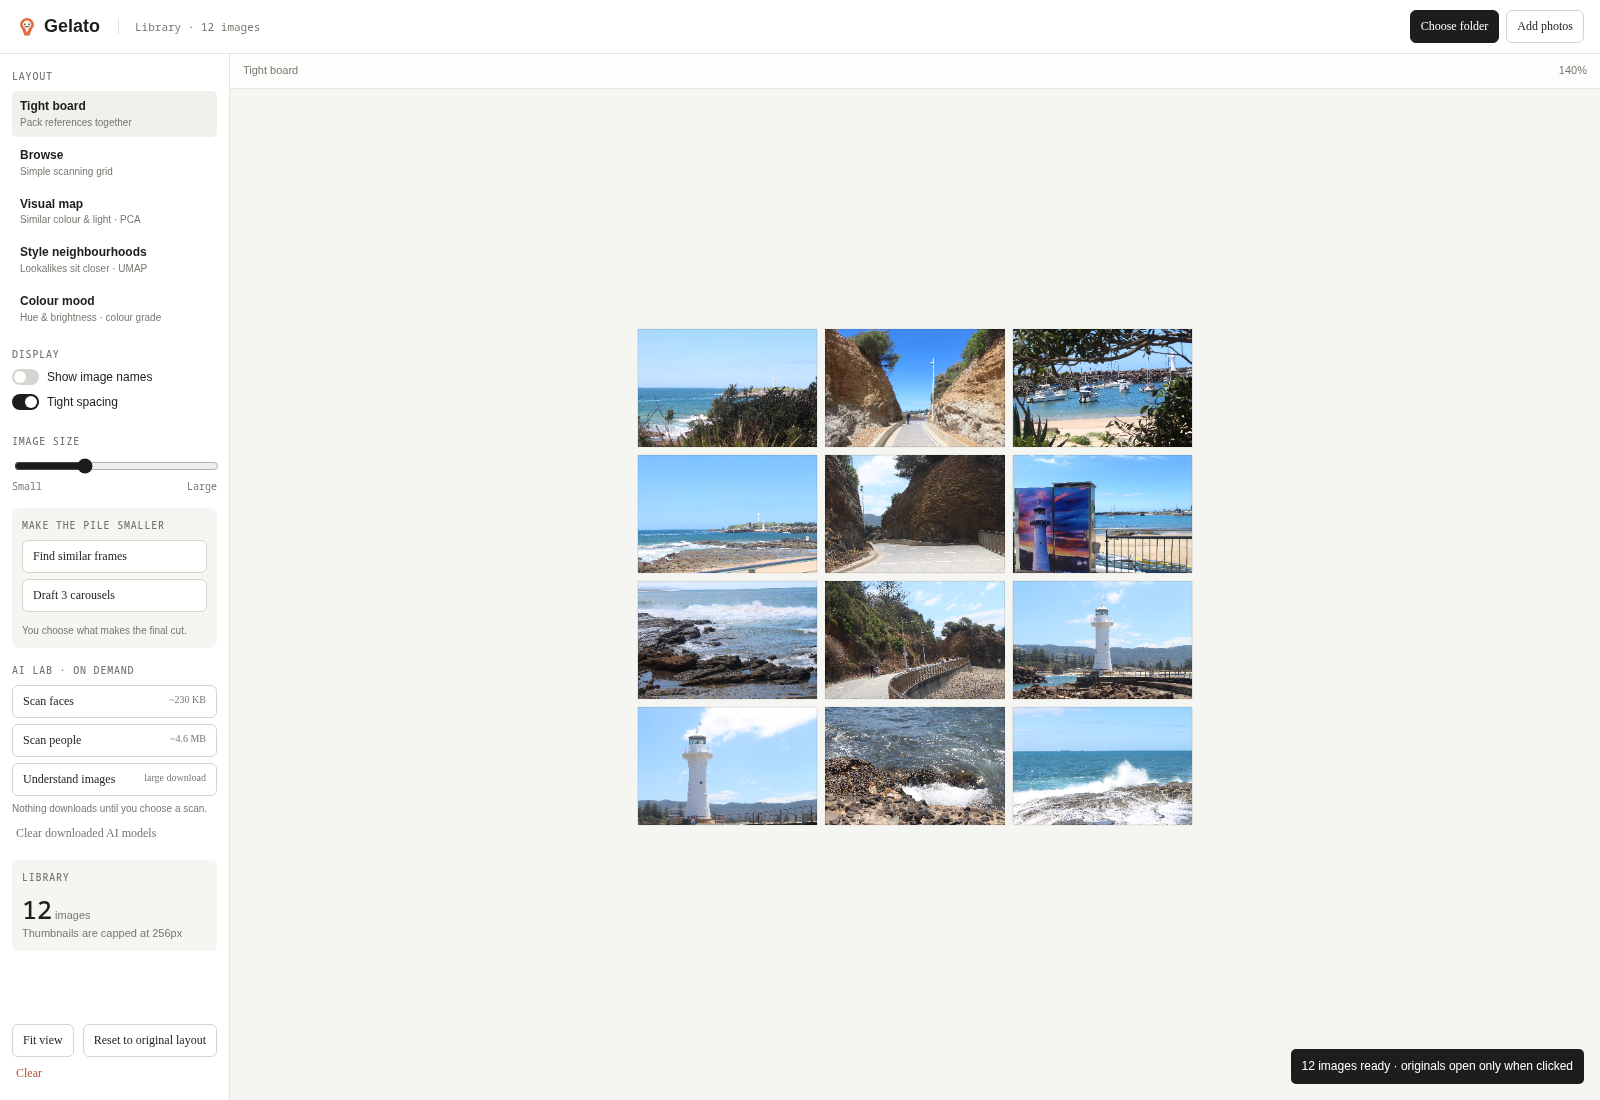 Gelato
Library · 12 images
Choose folder
Add photos
LAYOUT
Tight board
Pack references together
Browse
Simple scanning grid
Visual map
Similar colour & light · PCA
Style neighbourhoods
Lookalikes sit closer · UMAP
Colour mood
Hue & brightness · colour grade
DISPLAY
Show image names
Tight spacing
IMAGE SIZE
Small Large
MAKE THE PILE SMALLER
Find similar frames
Draft 3 carousels
You choose what makes the final cut.
AI LAB · ON DEMAND
Scan faces ~230 KB
Scan people ~4.6 MB
Understand images large download
Nothing downloads until you choose a scan.
Clear downloaded AI models
LIBRARY
12 images
Thumbnails are capped at 256px
Fit view
Reset to original layout
Clear
Tight board
140%
12 images ready · originals open only when clicked